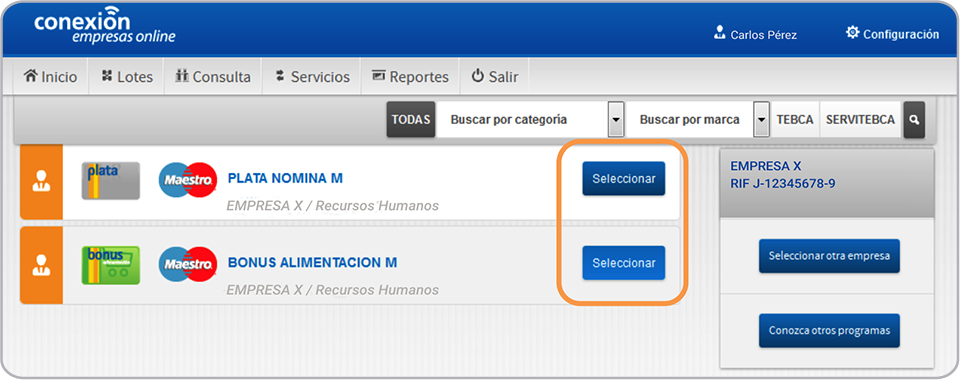 conexión
empresas online
Carlos Pérez
Configuración
Inicio
Lotes
Consulta
Servicios
Reportes
Salir
TODAS
Buscar por categoria
Buscar por marca
TEBCA
SERVITEBCA
plata
Maestro
PLATA NOMINA M
EMPRESA X / Recursos Humanos
Seleccionar
bonus
Maestro
BONUS ALIMENTACION M
EMPRESA X / Recursos Humanos
Seleccionar
EMPRESA X
RIF J-12345678-9
Seleccionar otra empresa
Conozca otros programas